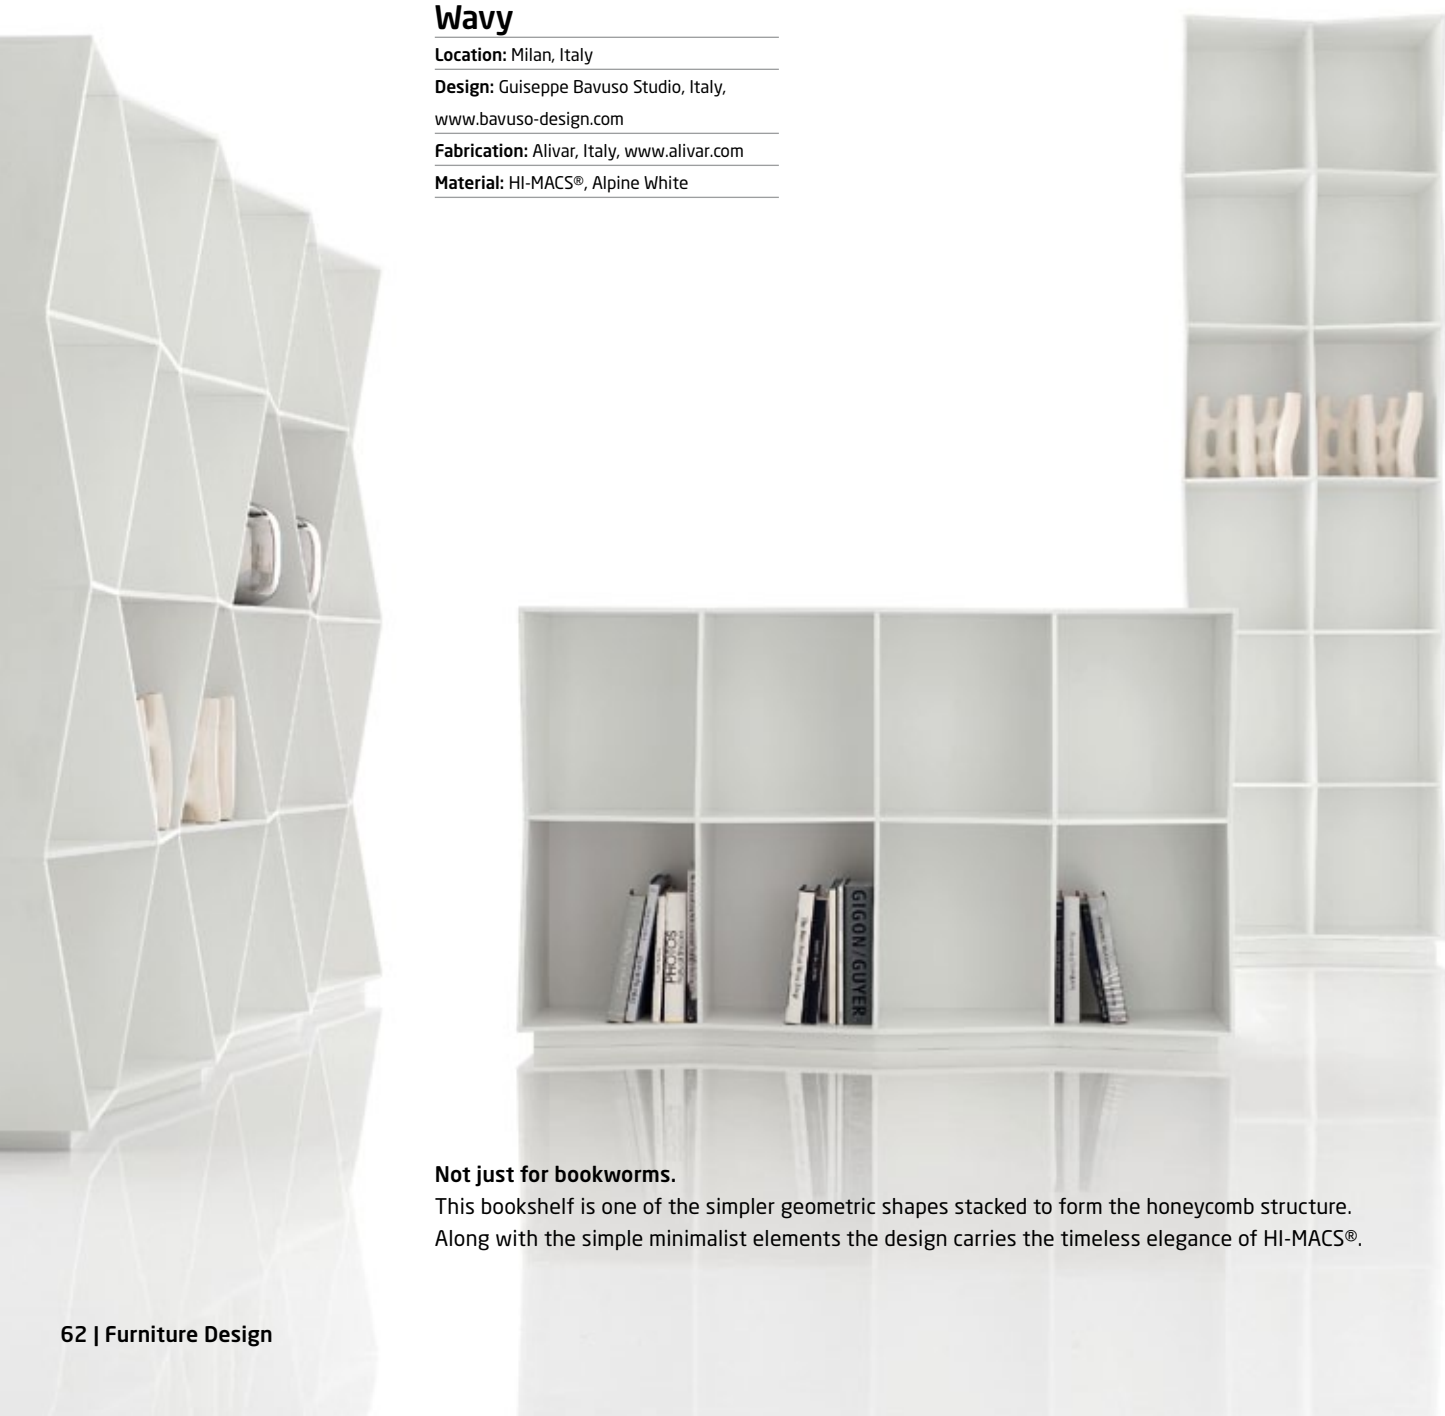 Wavy
Location: Milan, Italy
Design: Guiseppe Bavuso Studio, Italy,
www.bavuso-design.com
Fabrication: Alivar, Italy, www.alivar.com
Material: HI-MACS®, Alpine White
PHOTOS
GIGON/GUYER
Not just for bookworms.
This bookshelf is one of the simpler geometric shapes stacked to form the honeycomb structure.
Along with the simple minimalist elements the design carries the timeless elegance of HI-MACS®.
62 | Furniture Design